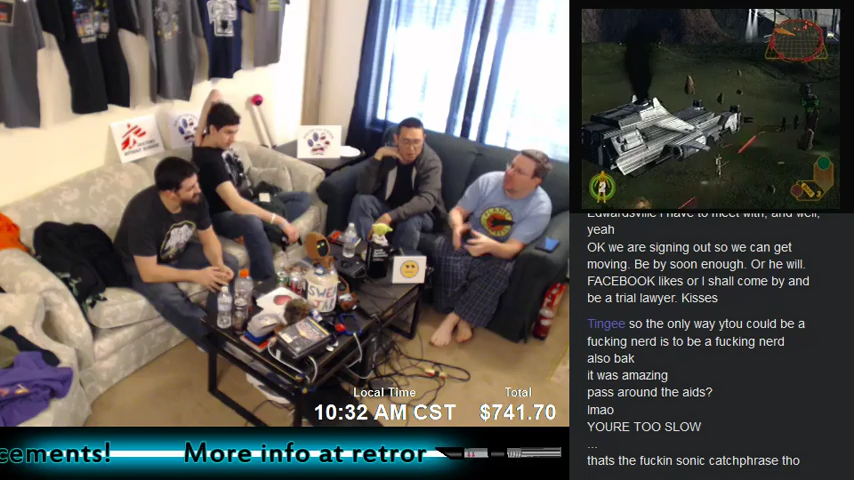 SWEAR
JAR
Local Time
Total
10:32 AM CST
$741.70
cements!
More info at retror
Edwardsville I have to meet with, and well,
yeah
OK we are signing out so we can get
moving. Be by soon enough. Or he will.
FACEBOOK likes or I shall come by and
be a trial lawyer. Kisses
Tingee so the only way ytou could be a
fucking nerd is to be a fucking nerd
also bak
it was amazing
pass around the aids?
lmao
YOURE TOO SLOW
...
thats the fuckin sonic catchphrase tho